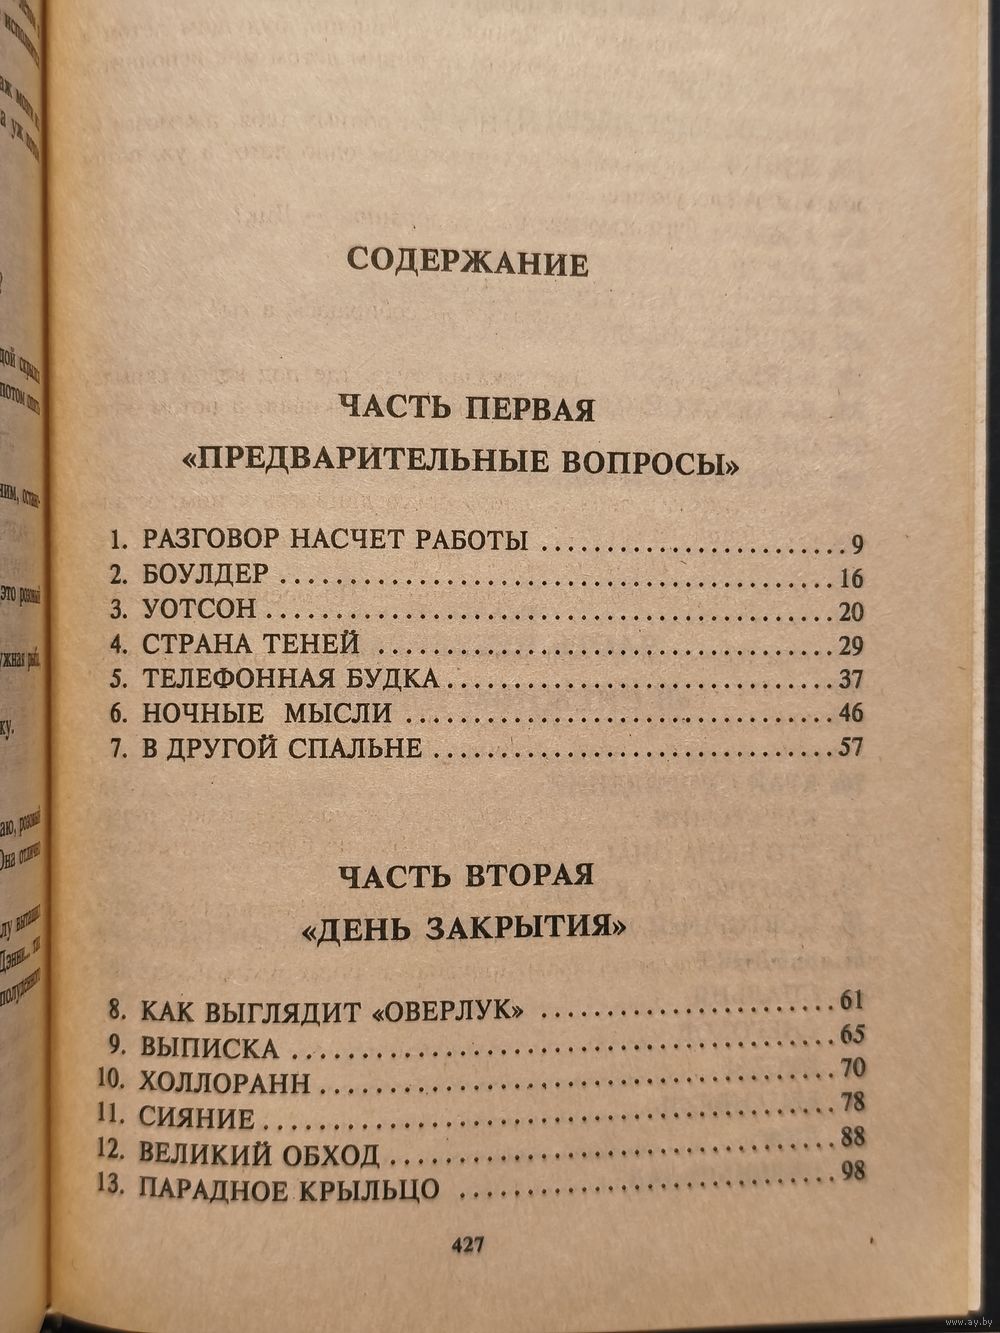 СОДЕРЖАНИЕ
ЧАСТЬ ПЕРВАЯ
«ПРЕДВАРИТЕЛЬНЫЕ ВОПРОСЫ»
1. РАЗГОВОР НАСЧЕТ РАБОТЫ ........................ 9
2. БОУЛДЕР ............................................ 16
3. УОТСОН ............................................. 20
4. СТРАНА ТЕНЕЙ ................................... 29
5. ТЕЛЕФОННАЯ БУДКА .............................. 37
6. НОЧНЫЕ МЫСЛИ ................................. 46
7. В ДРУГОЙ СПАЛЬНЕ ............................... 57
ЧАСТЬ ВТОРАЯ
«ДЕНЬ ЗАКРЫТИЯ»
8. КАК ВЫГЛЯДИТ «ОВЕРЛУК» ....................... 61
9. ВЫПИСКА .......................................... 65
10. ХОЛЛОРАНН ....................................... 70
11. СИЯНИЕ ............................................ 78
12. ВЕЛИКИЙ ОБХОД .................................. 88
13. ПАРАДНОЕ КРЫЛЬЦО ............................. 98
427
www.ay.by